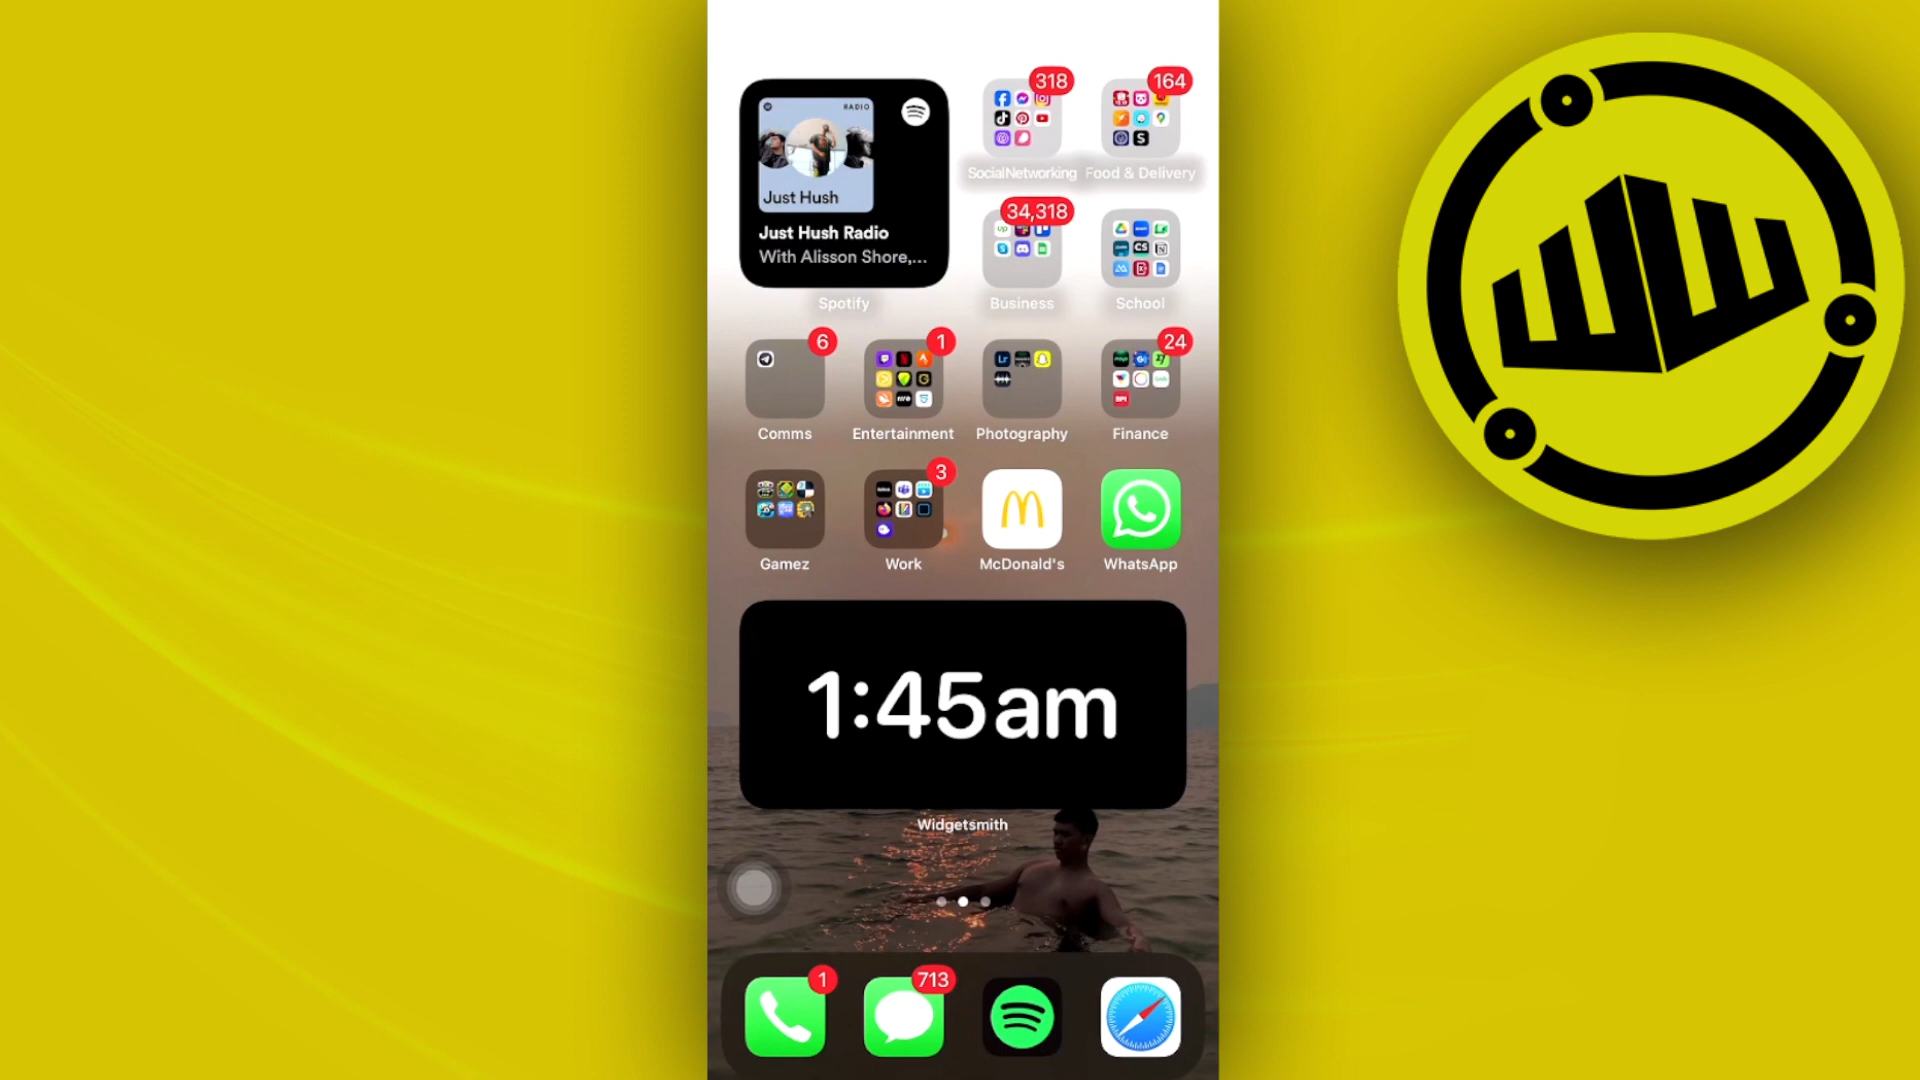 RADIO
Just Hush
Just Hush Radio
With Alisson Shore,...
Spotify
318
SocialNetworking
164
Food & Delivery
34,318
Business
School
6
Comms
1
Entertainment
Photography
24
Finance
Gamez
3
Work
McDonald's
WhatsApp
1:45am
Widgetsmith
1
713